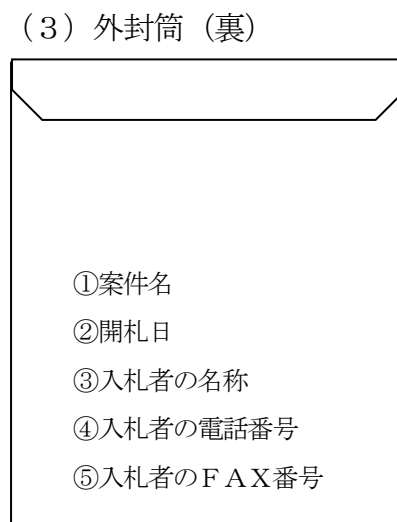 （３）外封筒（裏）
①案件名
②開札日
③入札者の名称
④入札者の電話番号
⑤入札者のＦＡＸ番号